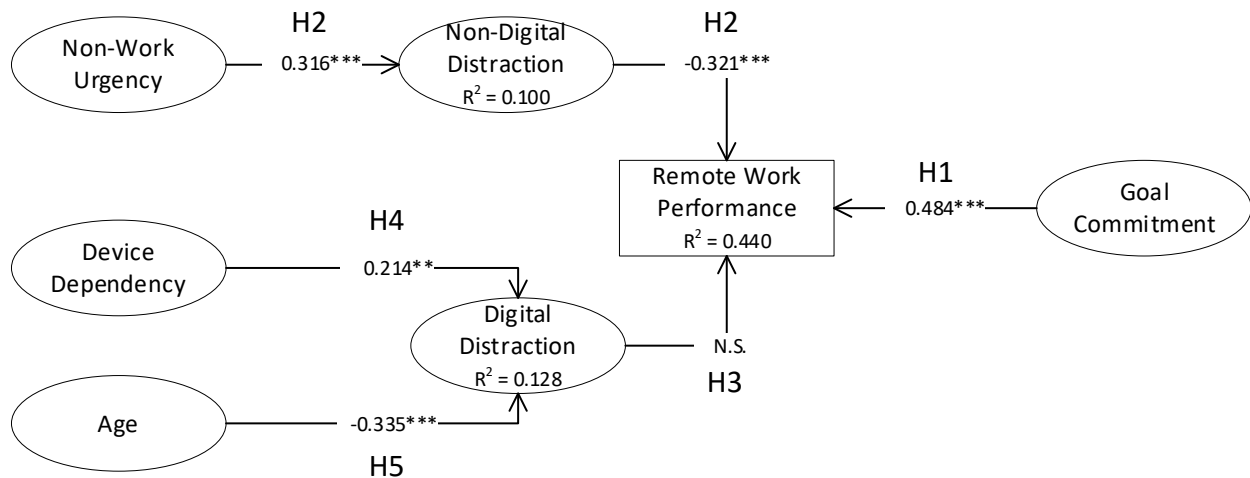 H2
H2
Non-Work
Urgency
0.316***
Non-Digital
Distraction
R² = 0.100
-0.321***
Remote Work
Performance
R² = 0.440
H1
0.484***
Goal
Commitment
H4
Device
Dependency
0.214**
Digital
Distraction
R² = 0.128
N.S.
H3
Age
-0.335***
H5